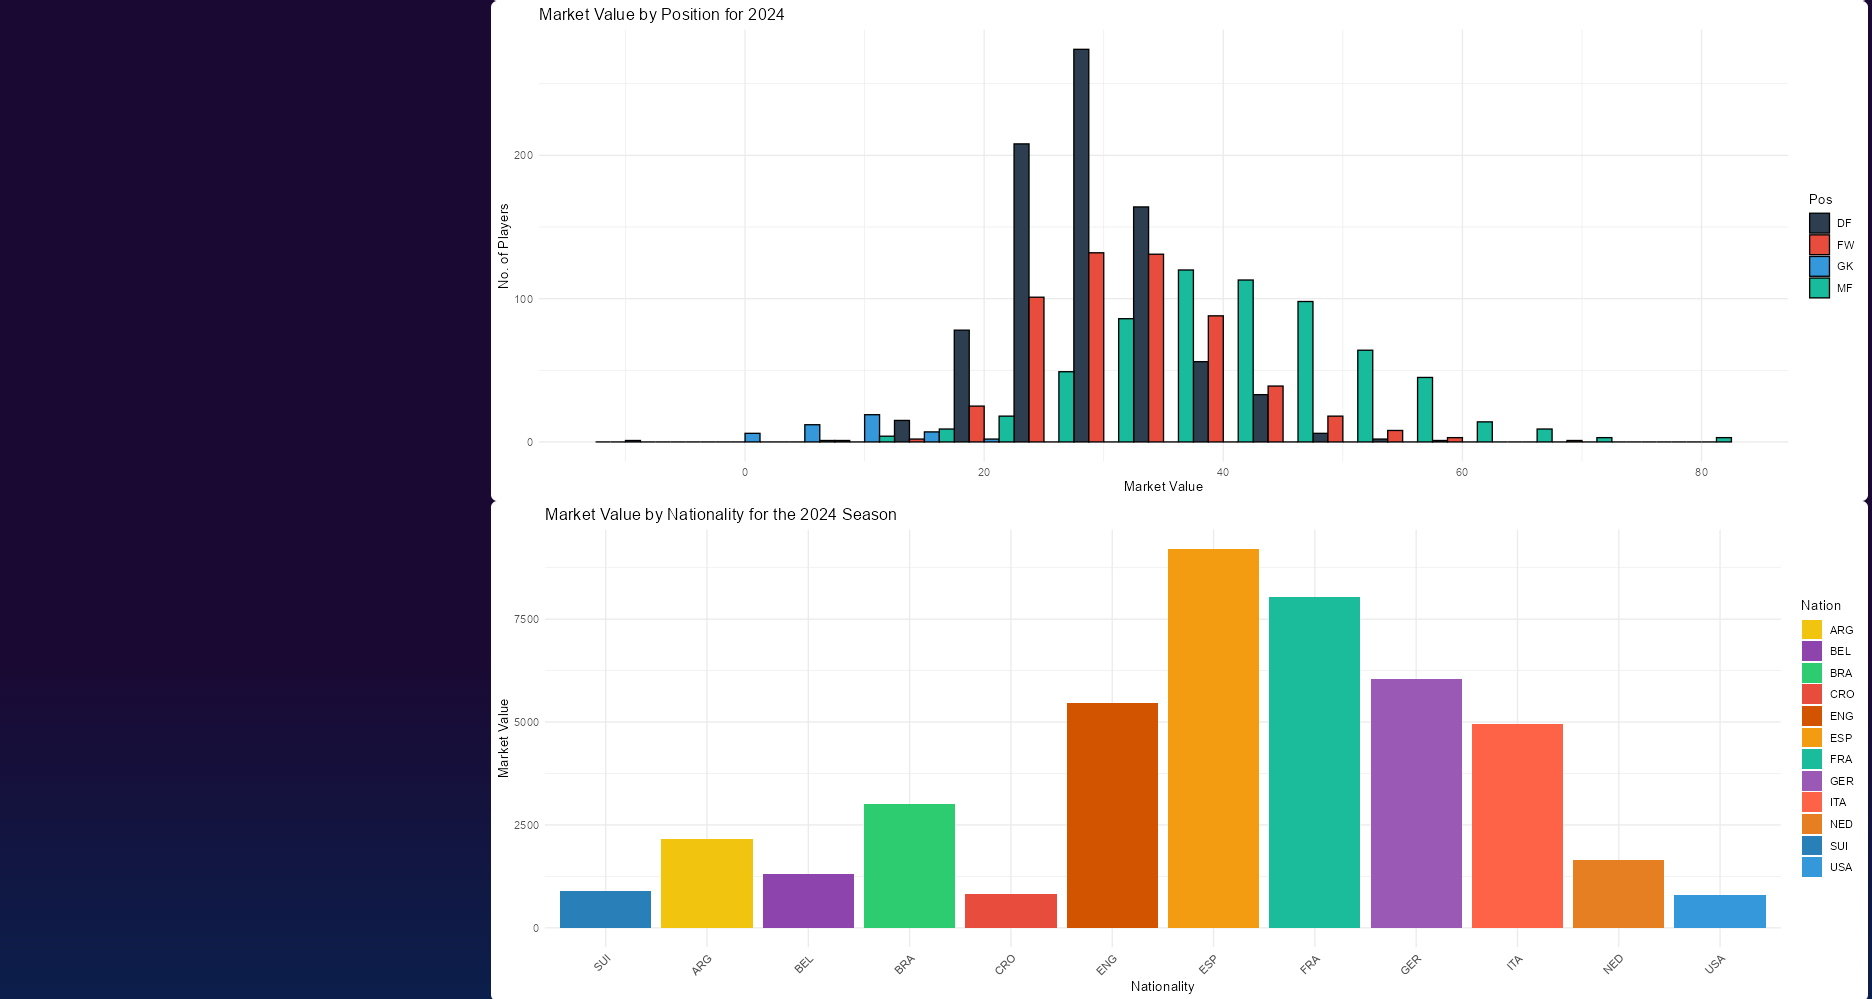 Market Value by Position for 2024
No. of Players
200
100
0
0 20 40 60 80
Market Value
Pos
DF
FW
GK
MF
Market Value by Nationality for the 2024 Season
Market Value
7500
5000
2500
0
SUI ARG BEL BRA CRO ENG ESP FRA GER ITA NED USA
Nationality
Nation
ARG
BEL
BRA
CRO
ENG
ESP
FRA
GER
ITA
NED
SUI
USA